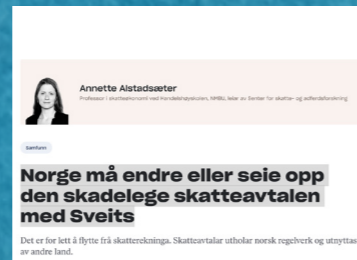 Annette Alstadsæter
Professor i skatteøkonomi ved Handelshøyskolen, NMBU, leiar av Senter for skatte- og adferdsforskning
Samfunn
Norge må endre eller seie opp
den skadelege skatteavtalen
med Sveits
Det er for lett å flytte frå skatterekninga. Skatteavtalar utholar norsk regelverk og utnyttas
av andre land.